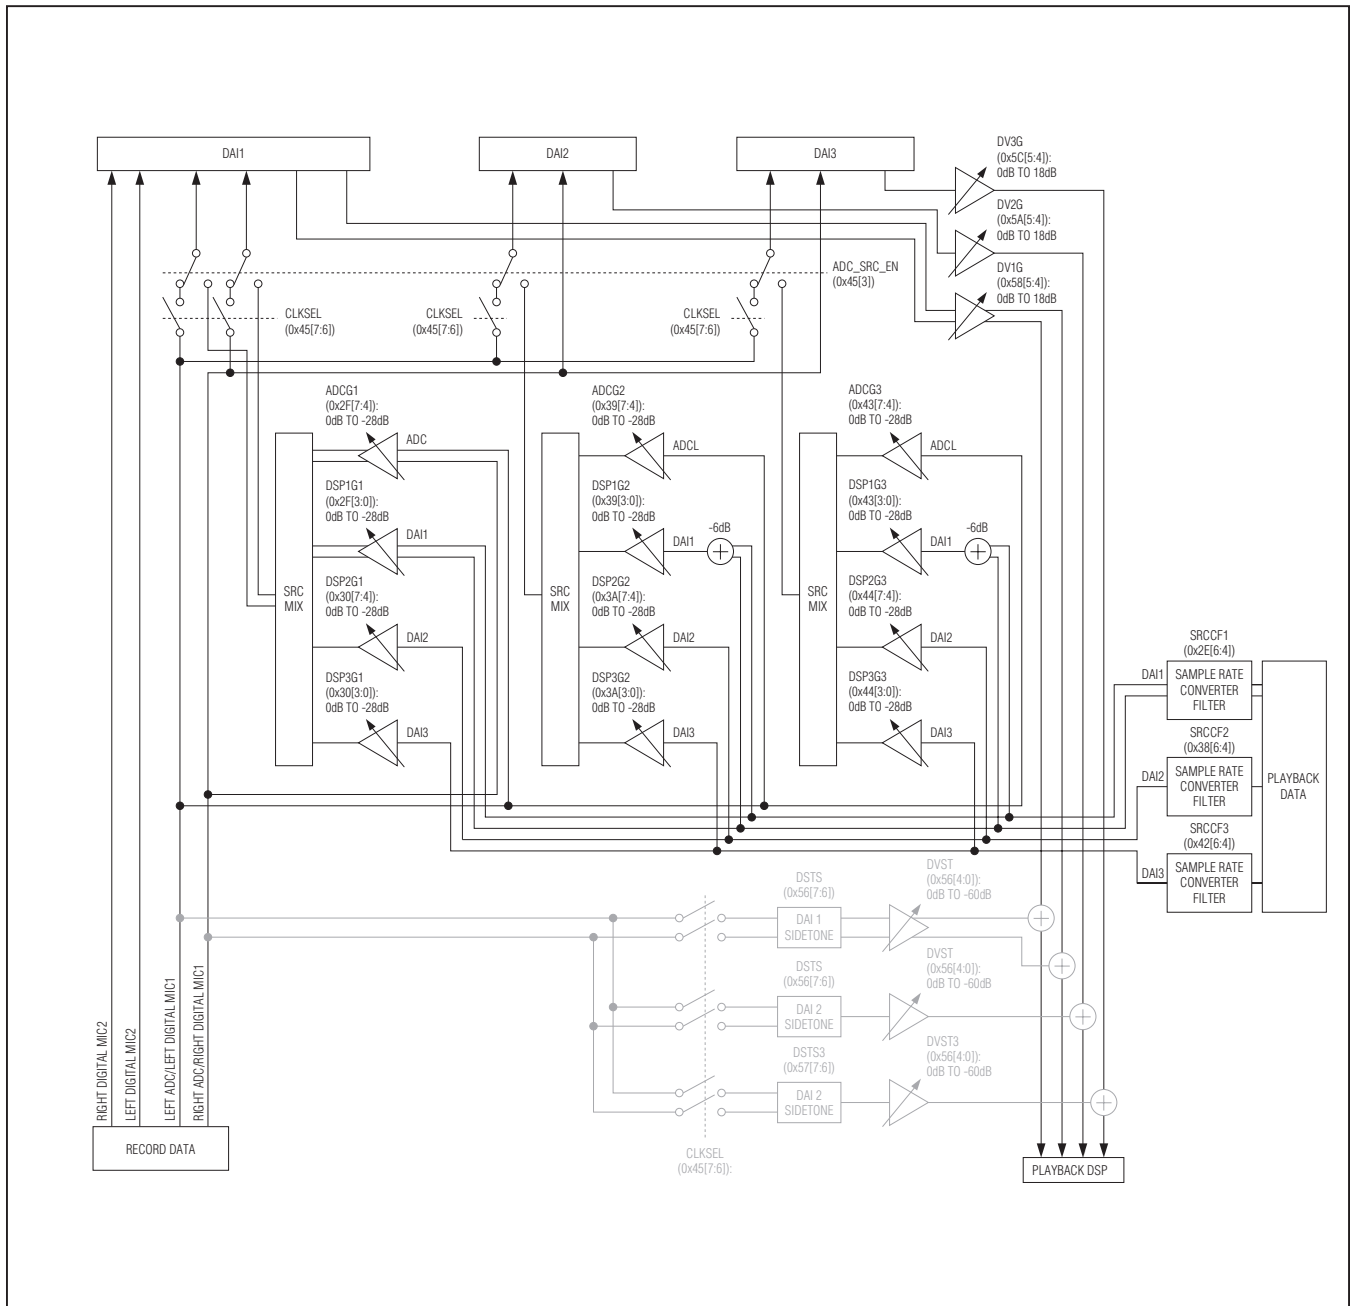 DAI1
DAI2
DAI3
DV3G
(0x5C[5:4]):
0dB TO 18dB
DV2G
(0x5A[5:4]:
0dB TO 18dB
DV1G
(0x58[5:4]:
0dB TO 18dB
ADC_SRC_EN
(0x45[3])
CLKSEL
(0x45[7:6])
CLKSEL
(0x45[7:6])
CLKSEL
(0x45[7:6])
ADCG1
(0x2F[7:4]):
0dB TO -28dB
ADC
DSP1G1
(0x2F[3:0]):
0dB TO -28dB
DAI1
DSP2G1
(0x30[7:4]):
0dB TO -28dB
DAI2
DSP3G1
(0x30[3:0]):
0dB TO -28dB
DAI3
SRC
MIX
ADCG2
(0x39[7:4]):
0dB TO -28dB
ADCL
DSP1G2
(0x39[3:0]):
0dB TO -28dB
-6dB
DAI1
DSP2G2
(0x3A[7:4]:
0dB TO -28dB
DAI2
DSP3G2
(0x3A[3:0]):
0dB TO -28dB
DAI3
SRC
MIX
ADCG3
(0x43[7:4]):
0dB TO -28dB
ADCL
DSP1G3
(0x43[3:0]):
0dB TO -28dB
-6dB
DAI1
DSP2G3
(0x44[7:4]:
0dB TO -28dB
DAI2
DSP3G3
(0x44[3:0]):
0dB TO -28dB
DAI3
SRC
MIX
SRCCF1
(0x2E[6:4])
DAI1
SAMPLE RATE
CONVERTER
FILTER
SRCCF2
(0x38[6:4])
DAI2
SAMPLE RATE
CONVERTER
FILTER
SRCCF3
(0x42[6:4])
DAI3
SAMPLE RATE
CONVERTER
FILTER
PLAYBACK
DATA
DSTS
(0x56[7:6])
DAI 1
SIDETONE
DVST
(0x56[4:0]):
0dB TO -60dB
DSTS
(0x56[7:6])
DAI 2
SIDETONE
DVST
(0x56[4:0]):
0dB TO -60dB
DSTS3
(0x57[7:6])
DAI 2
SIDETONE
DVST3
(0x56[4:0]):
0dB TO -60dB
CLKSEL
(0x45[7:6]):
RIGHT DIGITAL MIC2
LEFT DIGITAL MIC2
LEFT ADC/LEFT DIGITAL MIC1
RIGHT ADC/RIGHT DIGITAL MIC1
RECORD DATA
PLAYBACK DSP